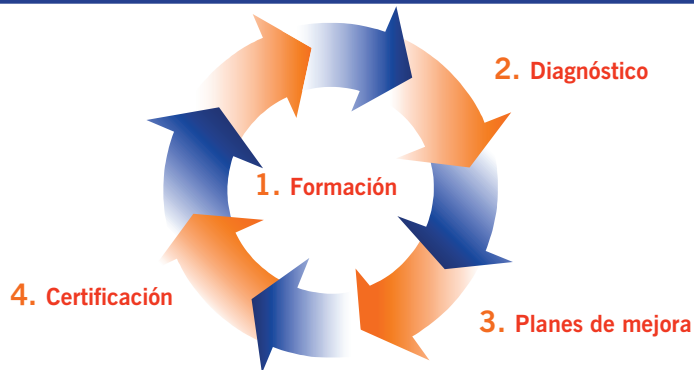 2. Diagnóstico
1. Formación
4. Certificación
3. Planes de mejora